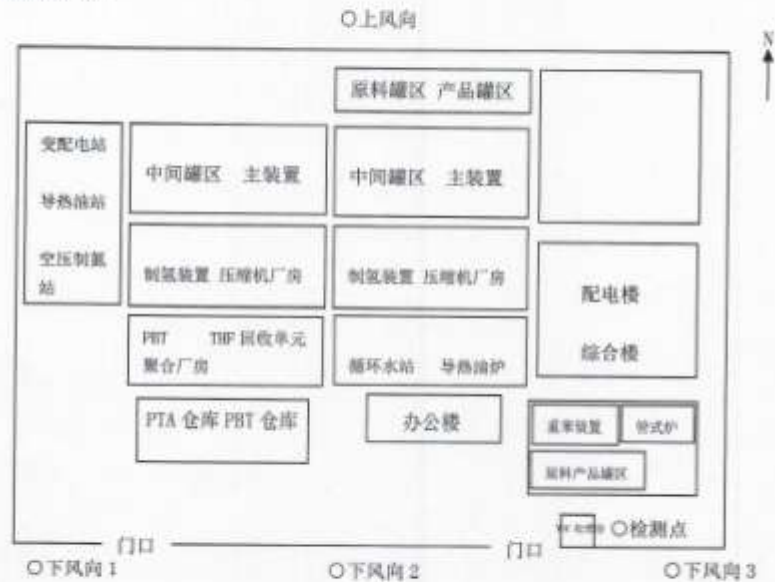 ○上风向
N
原料罐区 产品罐区
变配电站
导热油站
空压制氮
站
中间罐区 主装置
中间罐区 主装置
制氢装置 压缩机厂房
制氢装置 压缩机厂房
配电楼
综合楼
PBT THF 回收单元
聚合厂房
循环水站 导热油炉
PTA 仓库 PBT 仓库
办公楼
管式炉
原料产品罐区
○检测点
门口
门口
○下风向 1
○下风向 2
○下风向 3